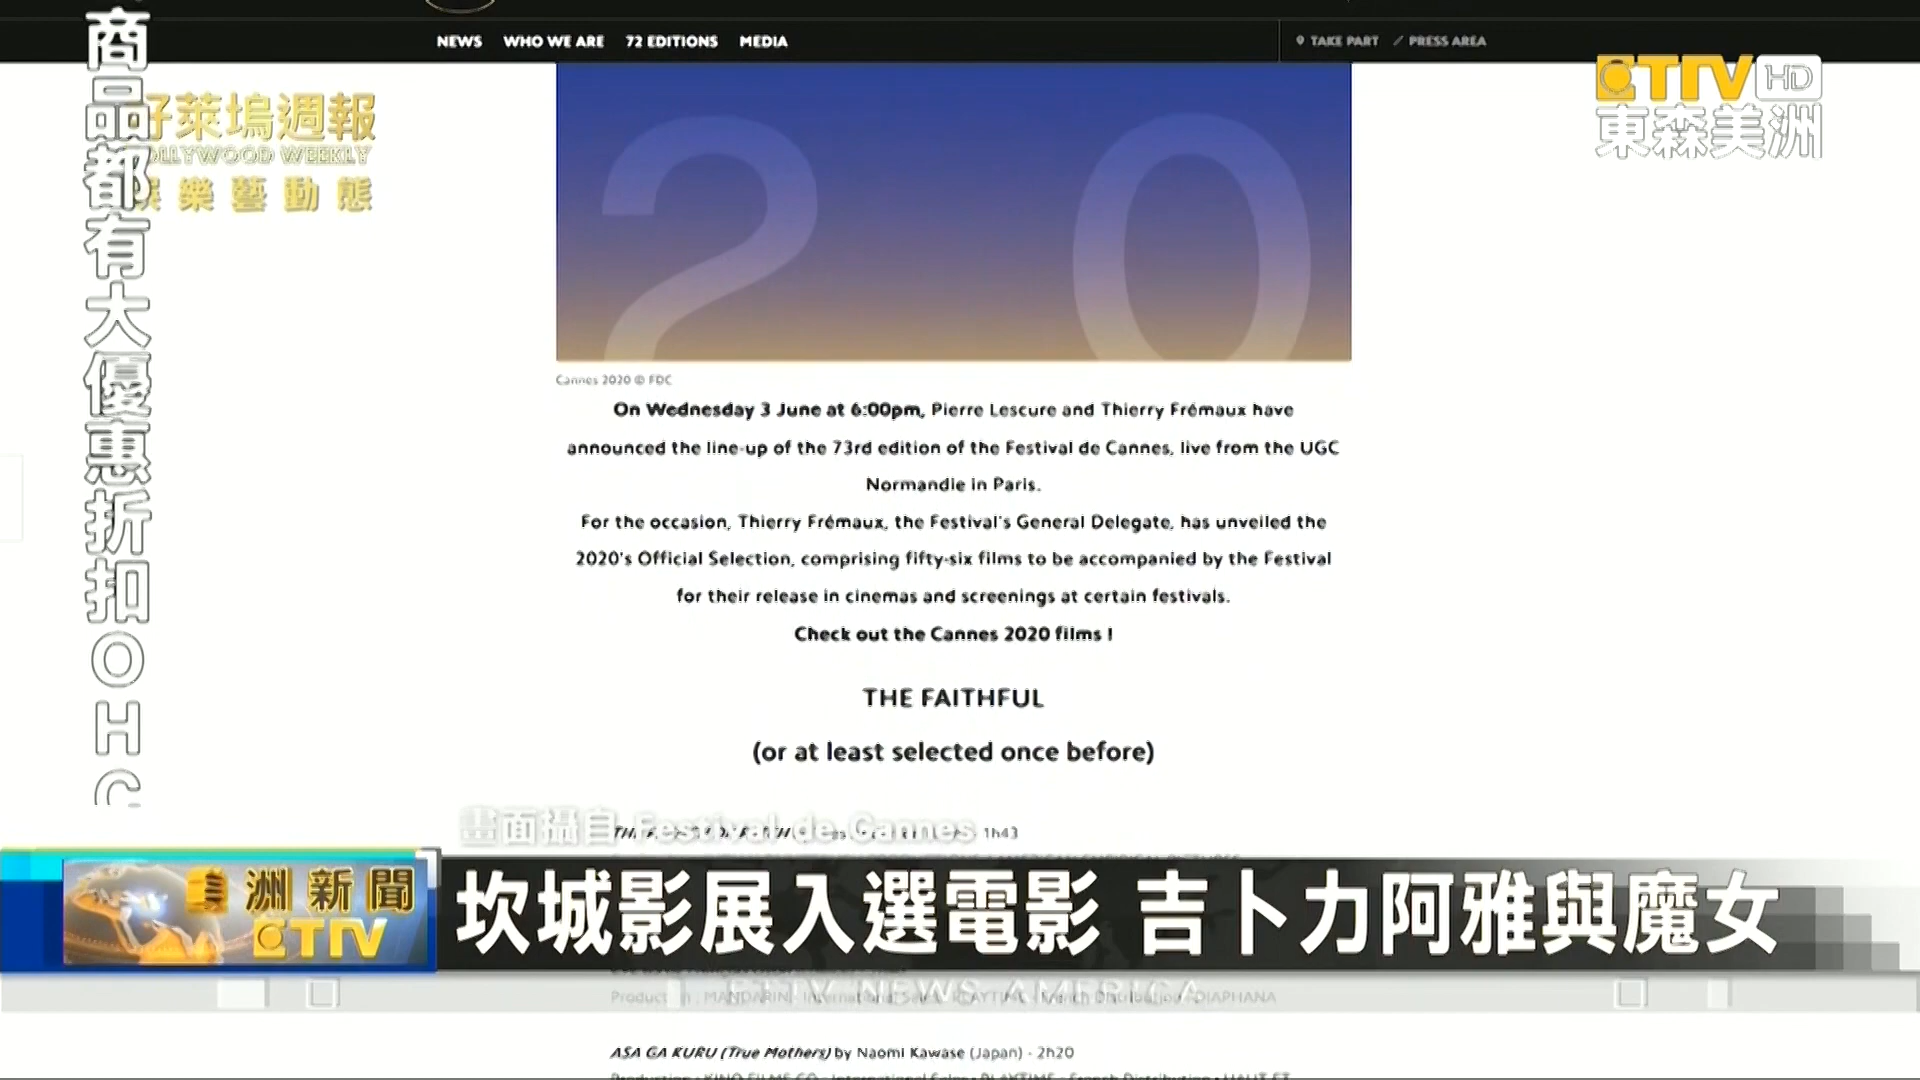 NEWS WHO WE ARE 72 EDITIONS MEDIA
TAKE PART / PRESS AREA
商品都有大優惠折扣OHC
好萊塢週報
HOLLYWOOD WEEKLY
娛樂藝動態
ETTV HD
東森美洲
20
Cannes 2020 © FDC
On Wednesday 3 June at 6:00pm, Pierre Lescure and Thierry Frémaux have
announced the line-up of the 73rd edition of the Festival de Cannes, live from the UGC
Normandie in Paris.
For the occasion, Thierry Frémaux, the Festival's General Delegate, has unveiled the
2020's Official Selection, comprising fifty-six films to be accompanied by the Festival
for their release in cinemas and screenings at certain festivals.
Check out the Cannes 2020 films !
THE FAITHFUL
(or at least selected once before)
畫面攝自 Festival de Cannes
1h43
洲新聞
ETTV
坎城影展入選電影 吉卜力阿雅與魔女
ETTV NEWS AMERICA
MANDARIN
French Distribution : DIAPHANA
ASA GA KURU (True Mothers) by Naomi Kawase (Japan) - 2h20